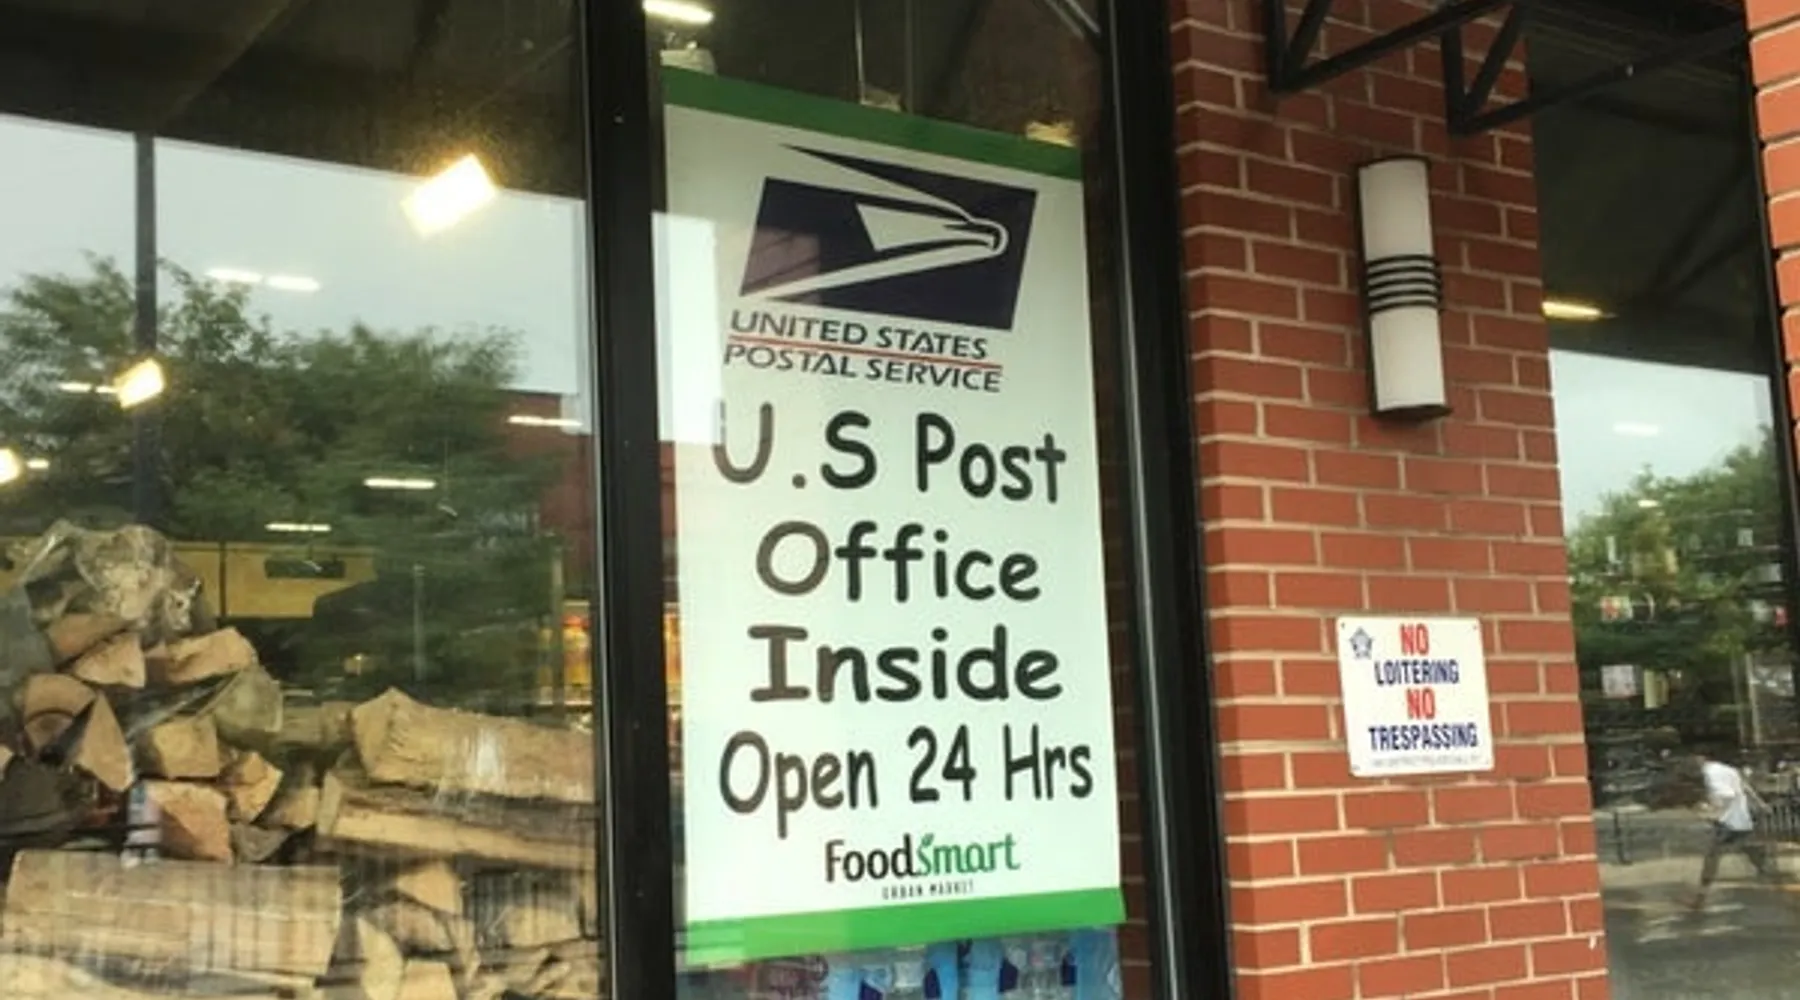 UNITED STATES
POSTAL SERVICE
U.S Post
Office
Inside
Open 24 Hrs
FoodSmart
URBAN MARKET
NO
LOITERING
NO
TRESPASSING